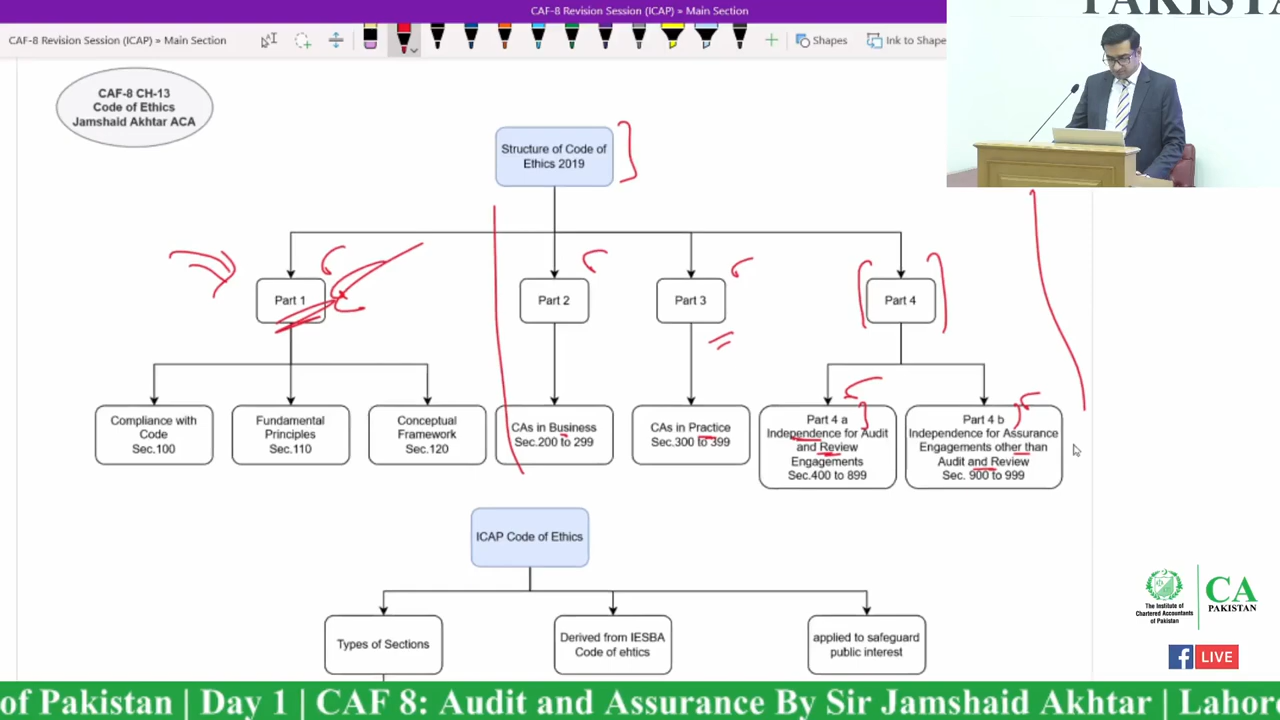 CAF-8 Revision Session (ICAP) » Main Section
PAKISTA
CAF-8 Revision Session (ICAP) » Main Section
Shapes
Ink to Shape
CAF-8 CH-13
Code of Ethics
Jamshaid Akhtar ACA
Structure of Code of
Ethics 2019
Part 1
Part 2
Part 3
Part 4
Compliance with
Code
Sec.100
Fundamental
Principles
Sec.110
Conceptual
Framework
Sec.120
CAs in Business
Sec.200 to 299
CAs in Practice
Sec.300 to 399
Part 4 a
Independence for Audit
and Review
Engagements
Sec.400 to 899
Part 4 b
Independence for Assurance
Engagements other than
Audit and Review
Sec. 900 to 999
ICAP Code of Ethics
Types of Sections
Derived from IESBA
Code of ehtics
applied to safeguard
public interest
The Institute of
Chartered Accountants
of Pakistan
CA
PAKISTAN
f LIVE
of Pakistan | Day 1 | CAF 8: Audit and Assurance By Sir Jamshaid Akhtar | Lahore